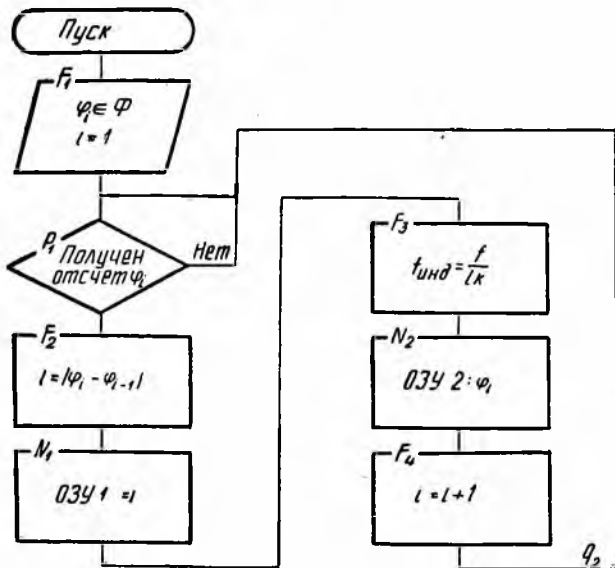 Пуск
F₁
φᵢ ∈ Φ
i = 1
P₁
Получен
отсчет φᵢ
Нет
F₂
l = |φᵢ - φᵢ₋₁|
N₁
ОЗУ 1 = l
F₃
fинд = f/lк
N₂
ОЗУ 2 : φᵢ
F₄
i = i + 1
q₂